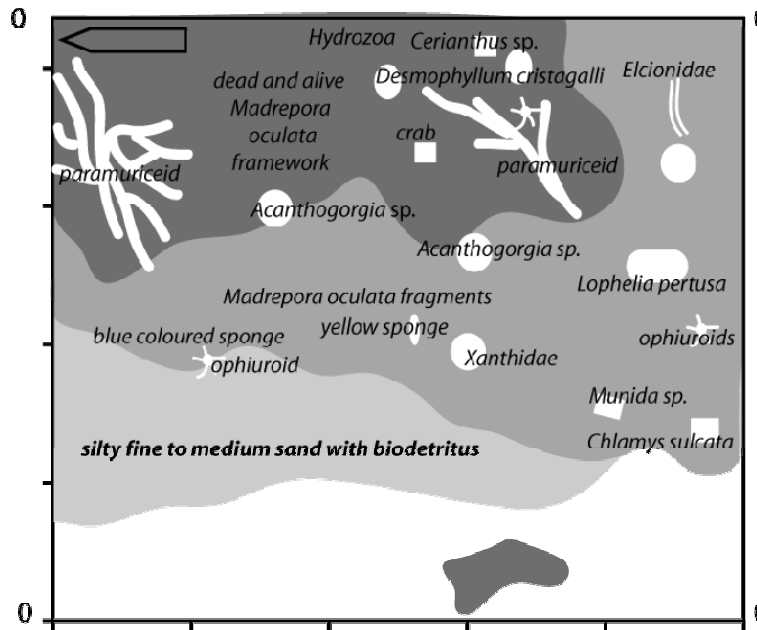 0
Hydrozoa
Cerianthus sp.
Desmophyllum cristagalli
Elcionidae
dead and alive
Madrepora
oculata
framework
crab
paramuriceid
paramuriceid
Acanthogorgia sp.
Acanthogorgia sp.
Lophelia pertusa
Madrepora oculata fragments
yellow sponge
blue coloured sponge
ophiuroid
Xanthidae
ophiuroids
Munida sp.
Chlamys sulcata
silty fine to medium sand with biodetritus
0